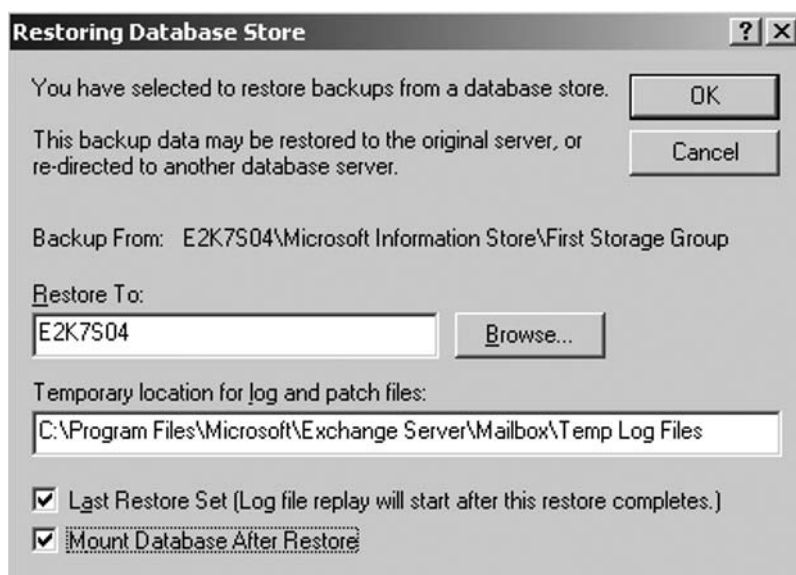 Restoring Database Store
You have selected to restore backups from a database store.
OK
This backup data may be restored to the original server, or
re-directed to another database server.
Cancel
Backup From: E2K7S04\Microsoft Information Store\First Storage Group
Restore To:
E2K7S04
Browse...
Temporary location for log and patch files:
C:\Program Files\Microsoft\Exchange Server\Mailbox\Temp Log Files
Last Restore Set (Log file replay will start after this restore completes.)
Mount Database After Restore